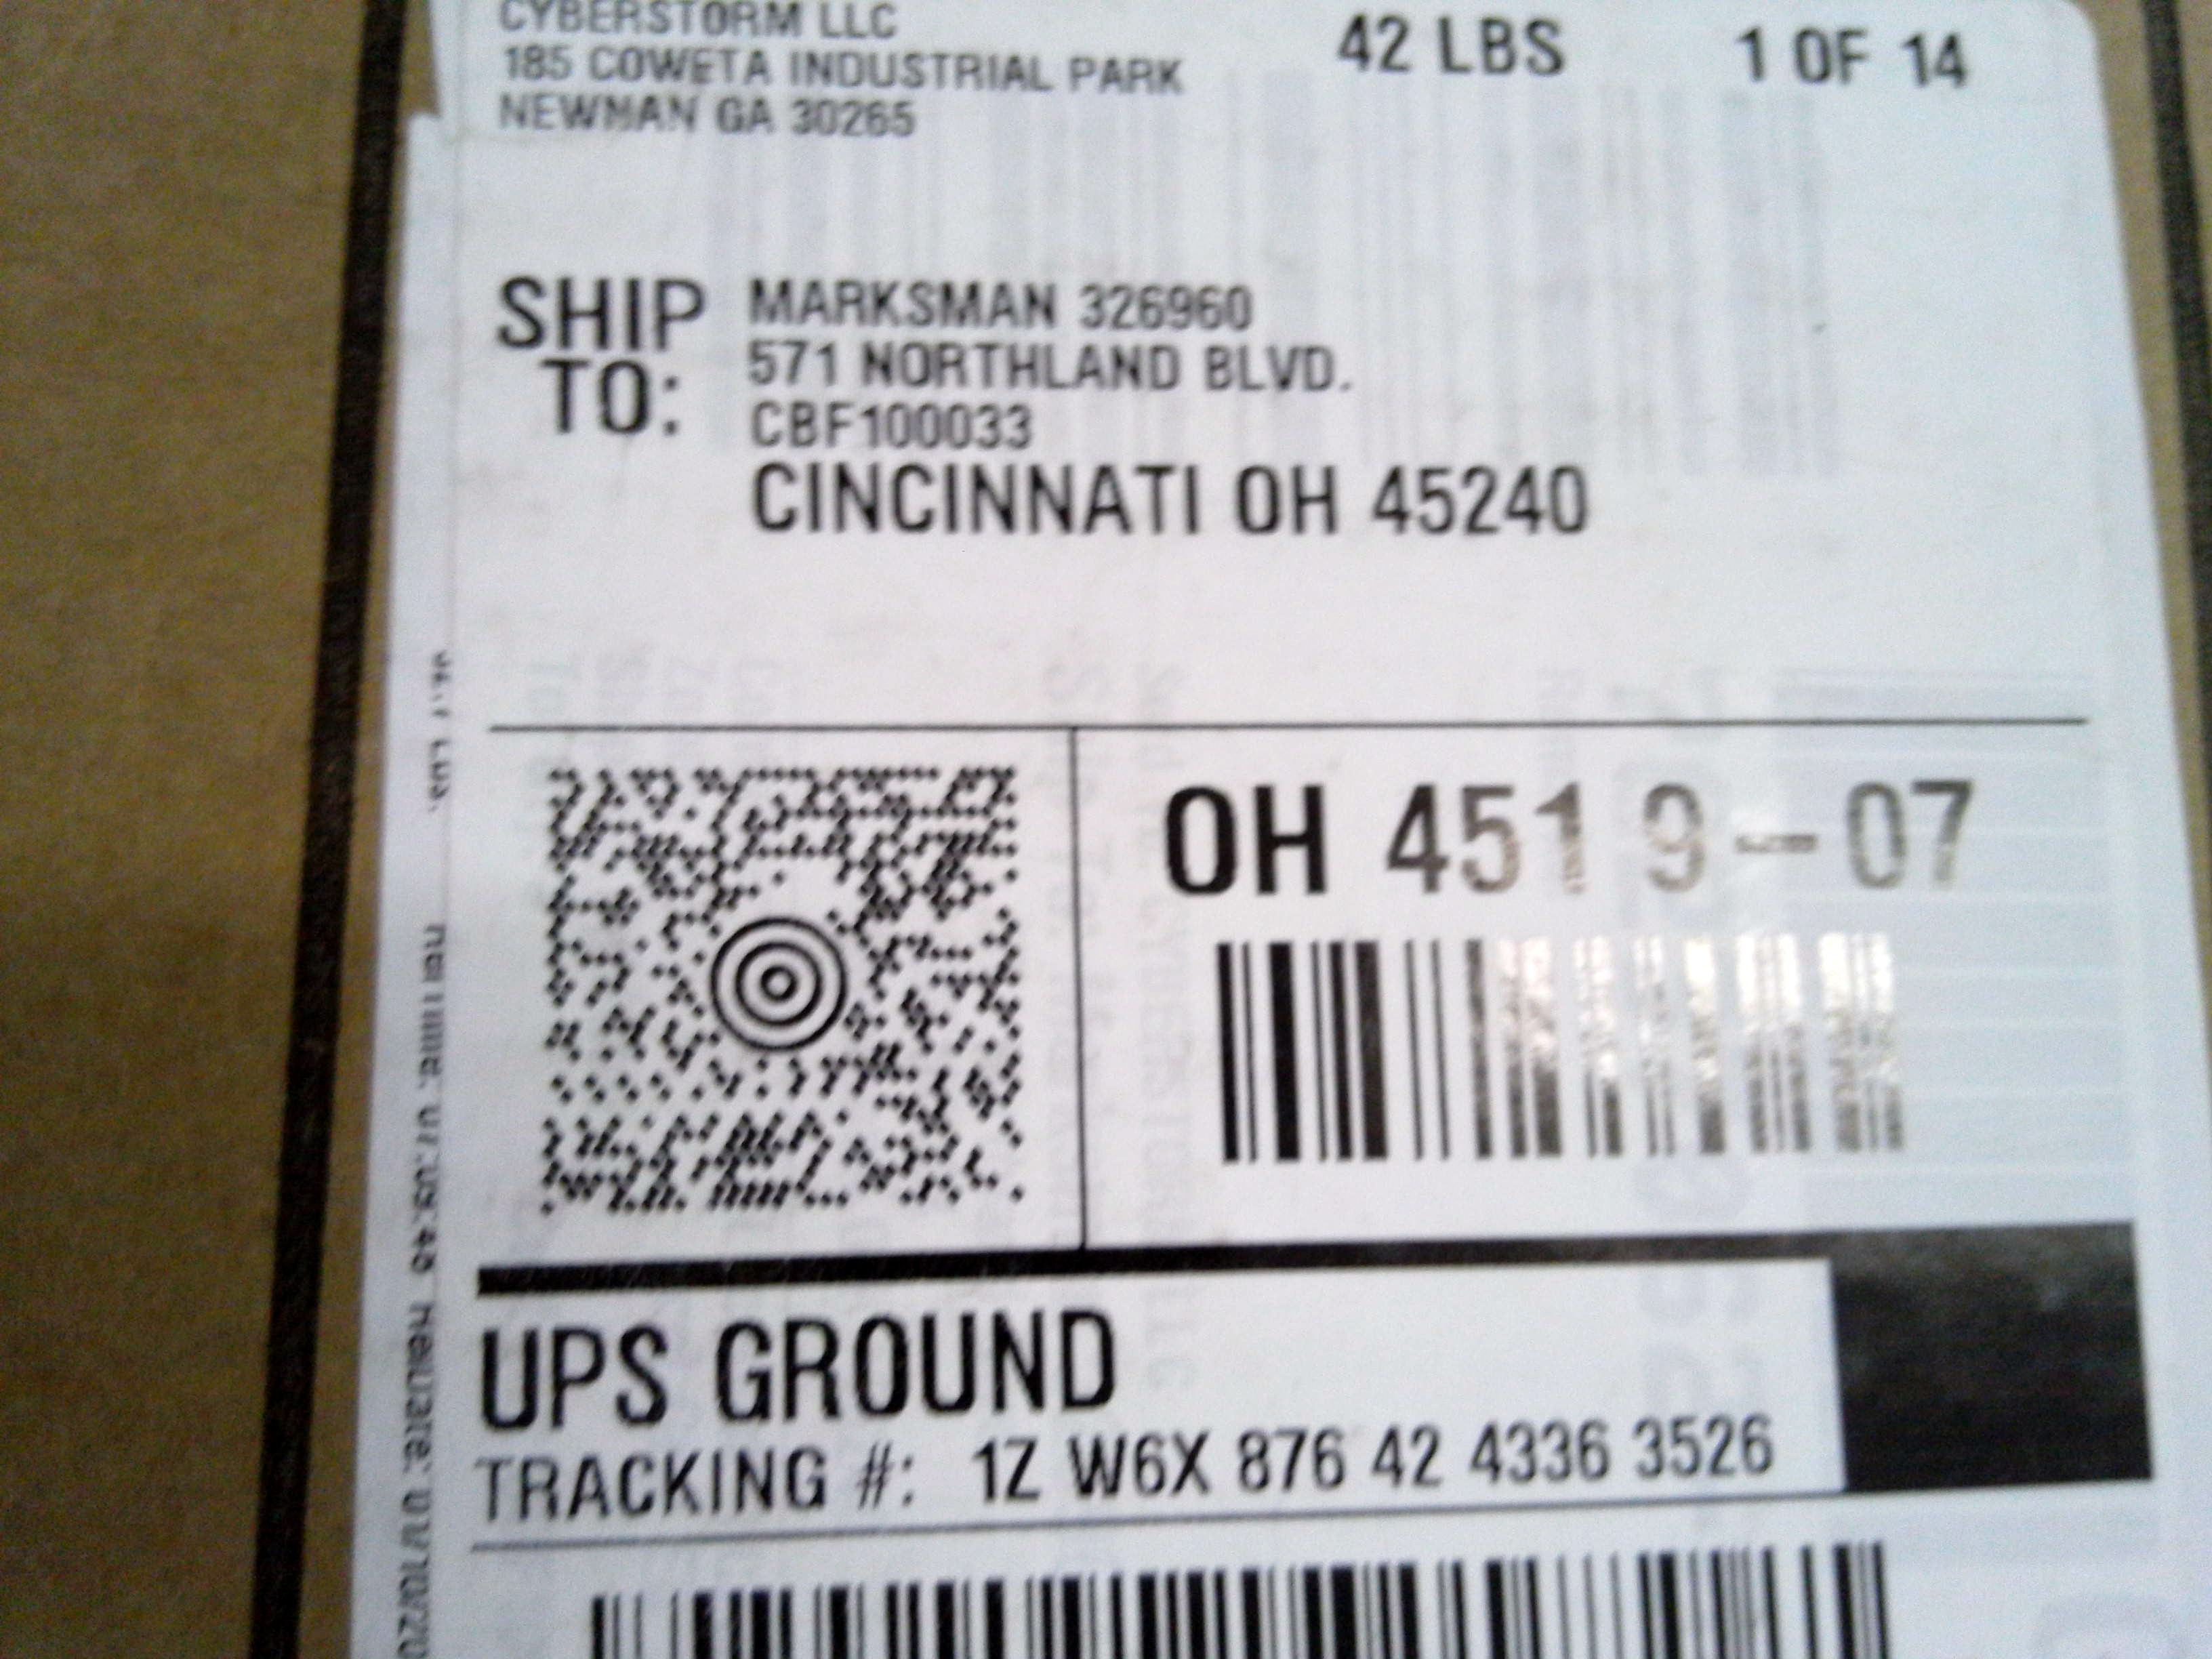 CYBERSTORM LLC
185 COWETA INDUSTRIAL PARK
NEWNAN GA 30265
42 LBS
1 OF 14
SHIP TO:
MARKSMAN 326960
571 NORTHLAND BLVD.
CBF100033
CINCINNATI OH 45240
OH 451 9-07
UPS GROUND
TRACKING #: 1Z W6X 876 42 4336 3526